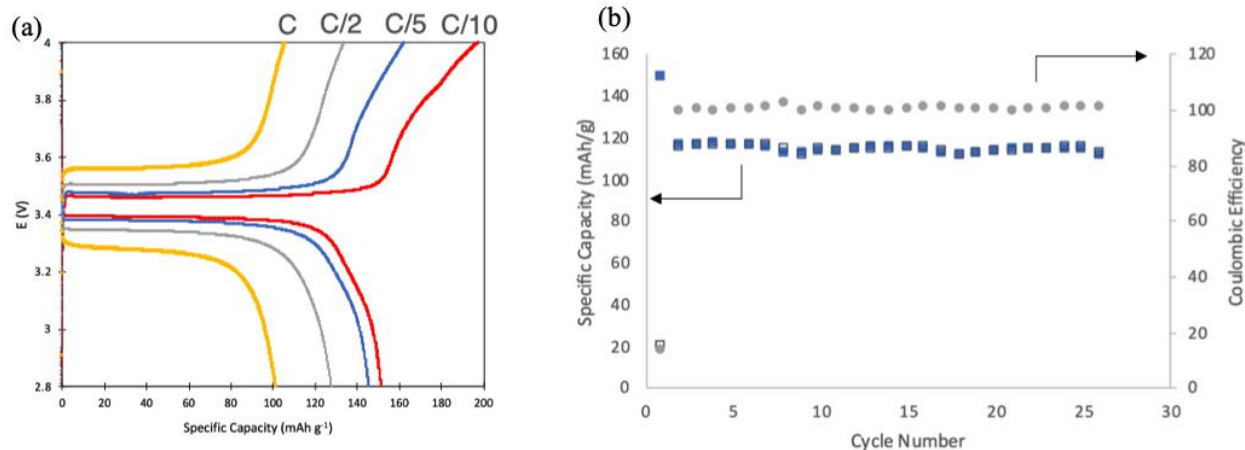 (a)
C C/2 C/5 C/10
4
3.8
3.6
3.4
3.2
3
2.8
E (V)
0 20 40 60 80 100 120 140 160 180 200
Specific Capacity (mAh g⁻¹)
(b)
160
140
120
100
80
60
40
20
0
Specific Capacity (mAh/g)
120
100
80
60
40
20
0
Coulombic Efficiency
0 5 10 15 20 25 30
Cycle Number